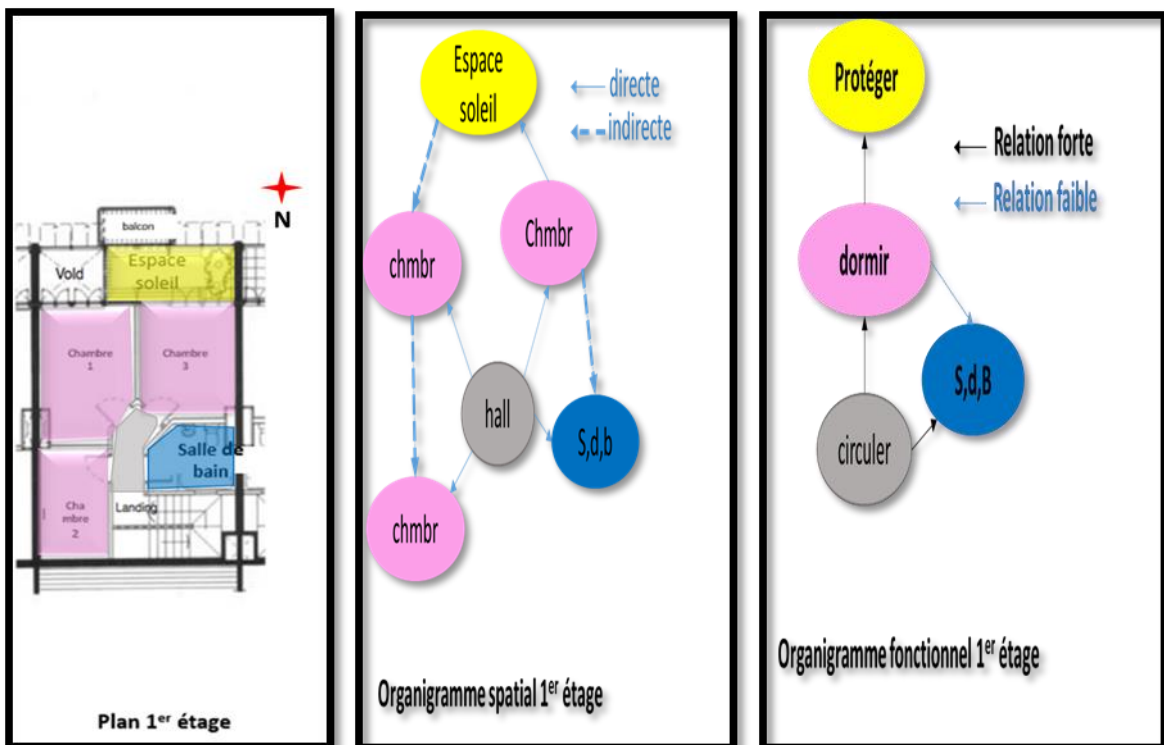 N
balcon
Vold
Espace
soleil
Chambre
1
Chambre
3
Salle de
bain
Cha
mbre
2
Landing
Plan 1er étage
Espace
soleil
directe
indirecte
Chmbr
chmbr
hall
S,d,b
chmbr
Organigramme spatial 1er étage
Protéger
Relation forte
Relation faible
dormir
S,d,B
circuler
Organigramme fonctionnel 1er étage